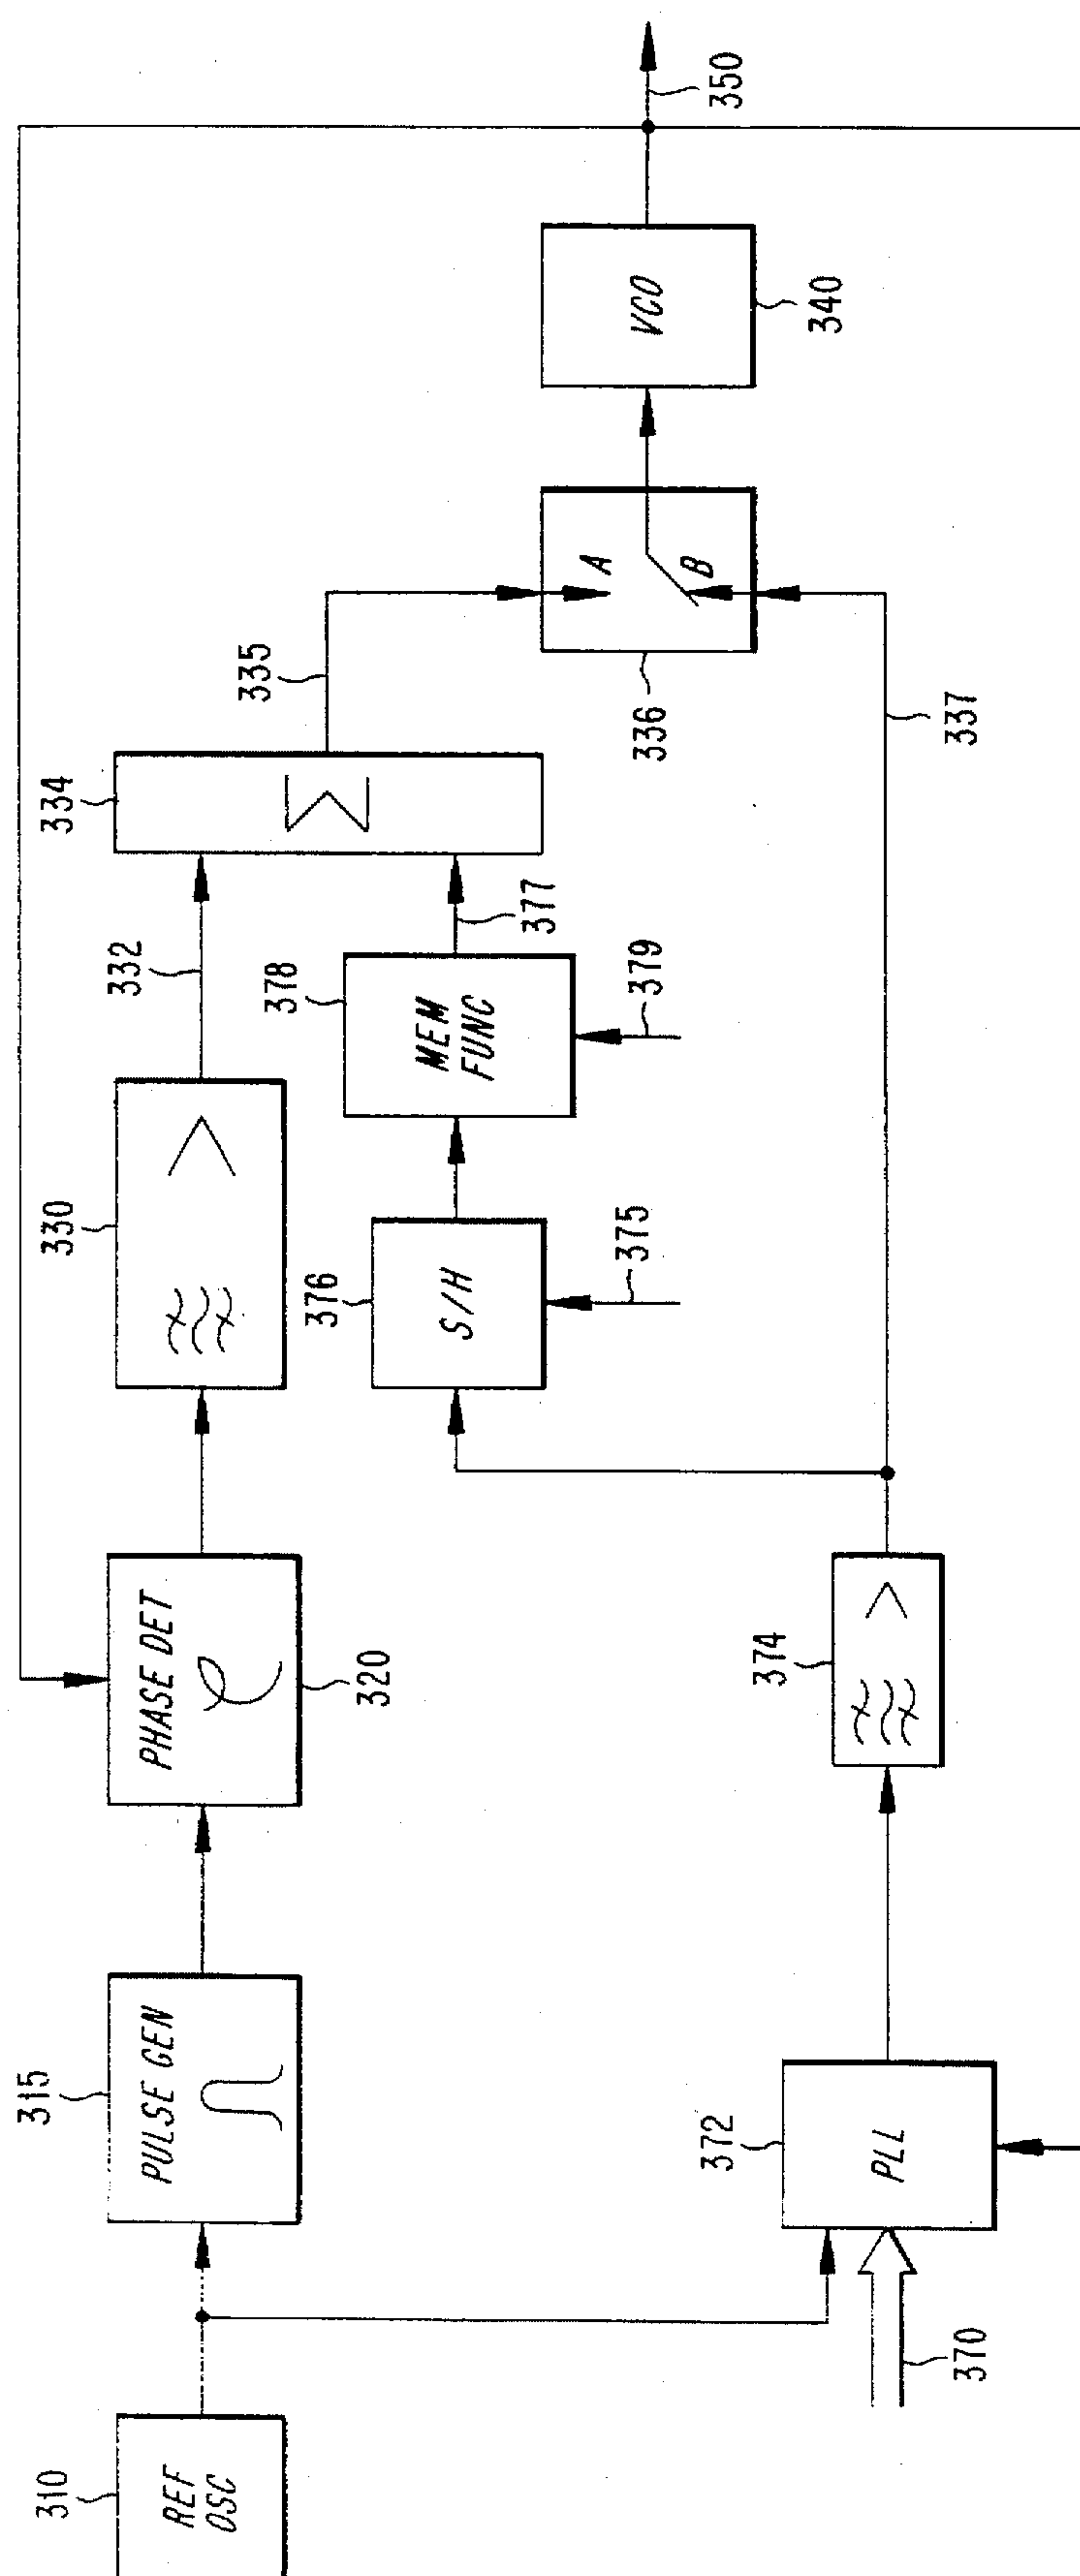 310
REF
OSC
315
PULSE GEN
PHASE DET
320
330
332
334
Σ
335
376
S/H
375
378
MEM
FUNC
377
379
336
A
B
VCO
340
350
337
374
372
PLL
370